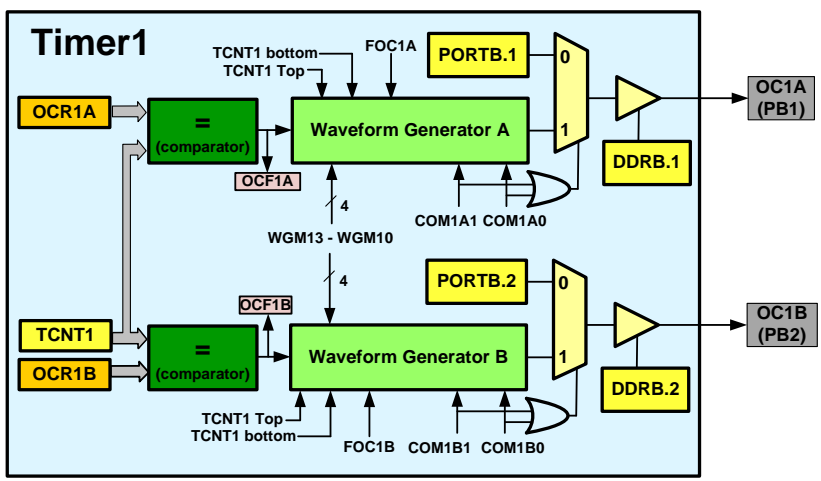 Timer1
TCNT1 bottom
TCNT1 Top
FOC1A
PORTB.1
0
1
OCR1A
=
(comparator)
Waveform Generator A
OCF1A
OC1A
(PB1)
DDRB.1
4
COM1A1 COM1A0
WGM13 - WGM10
4
OCF1B
PORTB.2
0
1
TCNT1
OCR1B
=
(comparator)
Waveform Generator B
OC1B
(PB2)
DDRB.2
TCNT1 Top
TCNT1 bottom
FOC1B
COM1B1 COM1B0